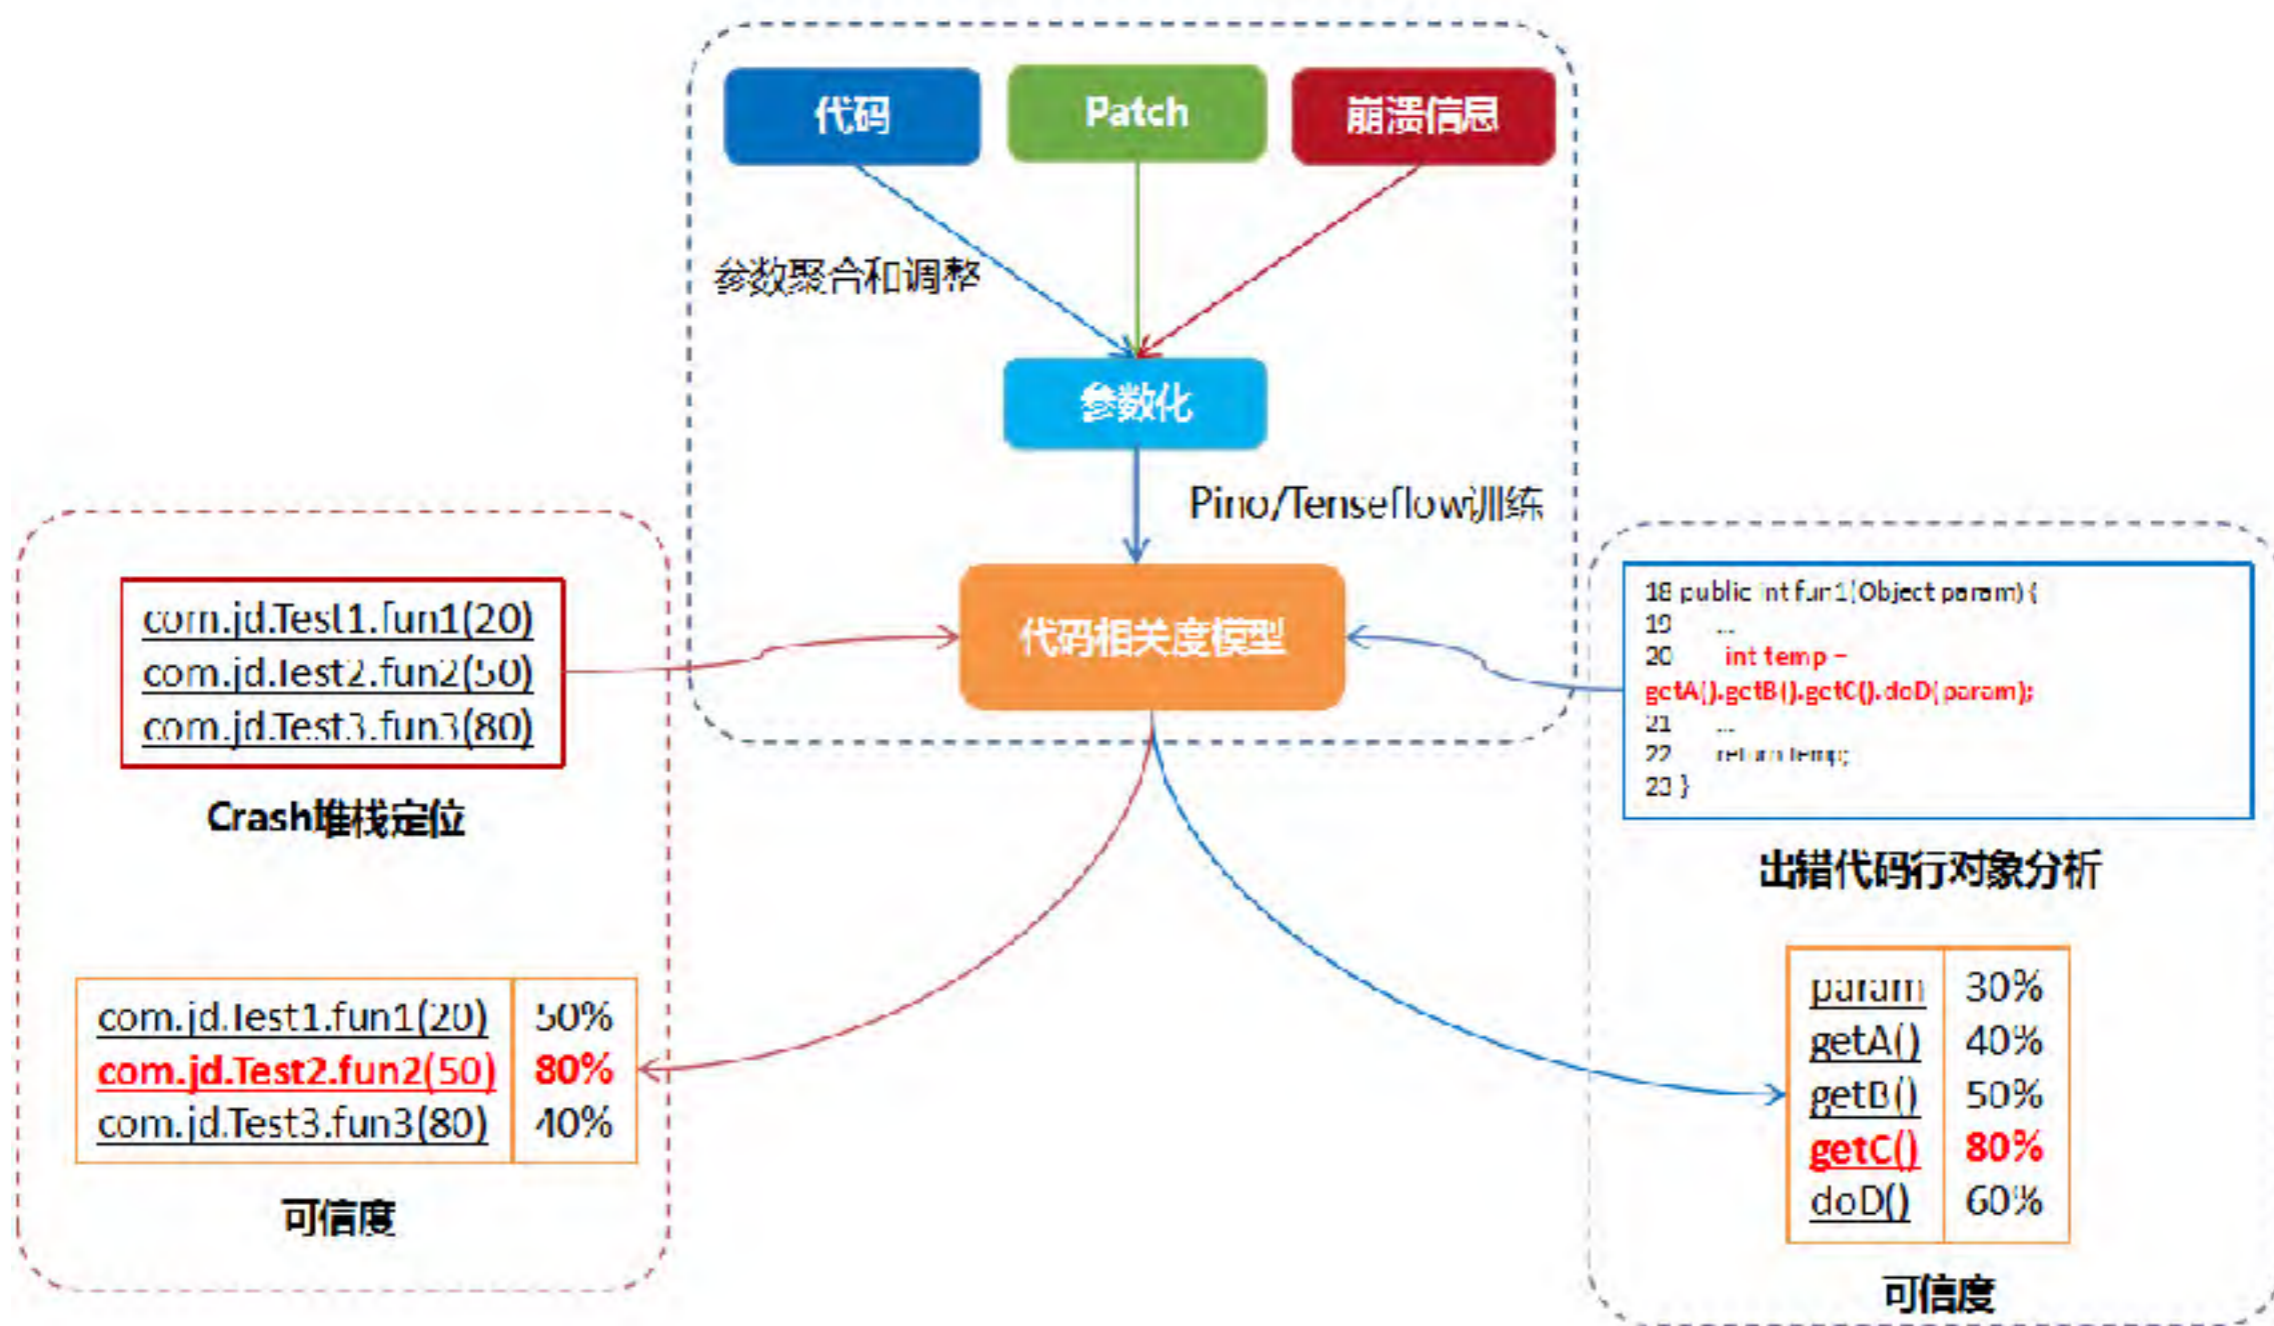 代码
Patch
崩溃信息
参数聚合和调整
参数化
Pino/Tenseflow训练
代码相关度模型
com.jd.Test1.fun1(20)
com.jd.Test2.fun2(50)
com.jd.Test3.fun3(80)
Crash堆栈定位
com.jd.Test1.fun1(20) 50%
com.jd.Test2.fun2(50) 80%
com.jd.Test3.fun3(80) 40%
可信度
18 public int fun1(Object param) {
19 ...
20 int temp =
getA().getB().getC().doD(param);
21 ...
22 return temp;
23 }
出错代码行对象分析
param 30%
getA() 40%
getB() 50%
getC() 80%
doD() 60%
可信度